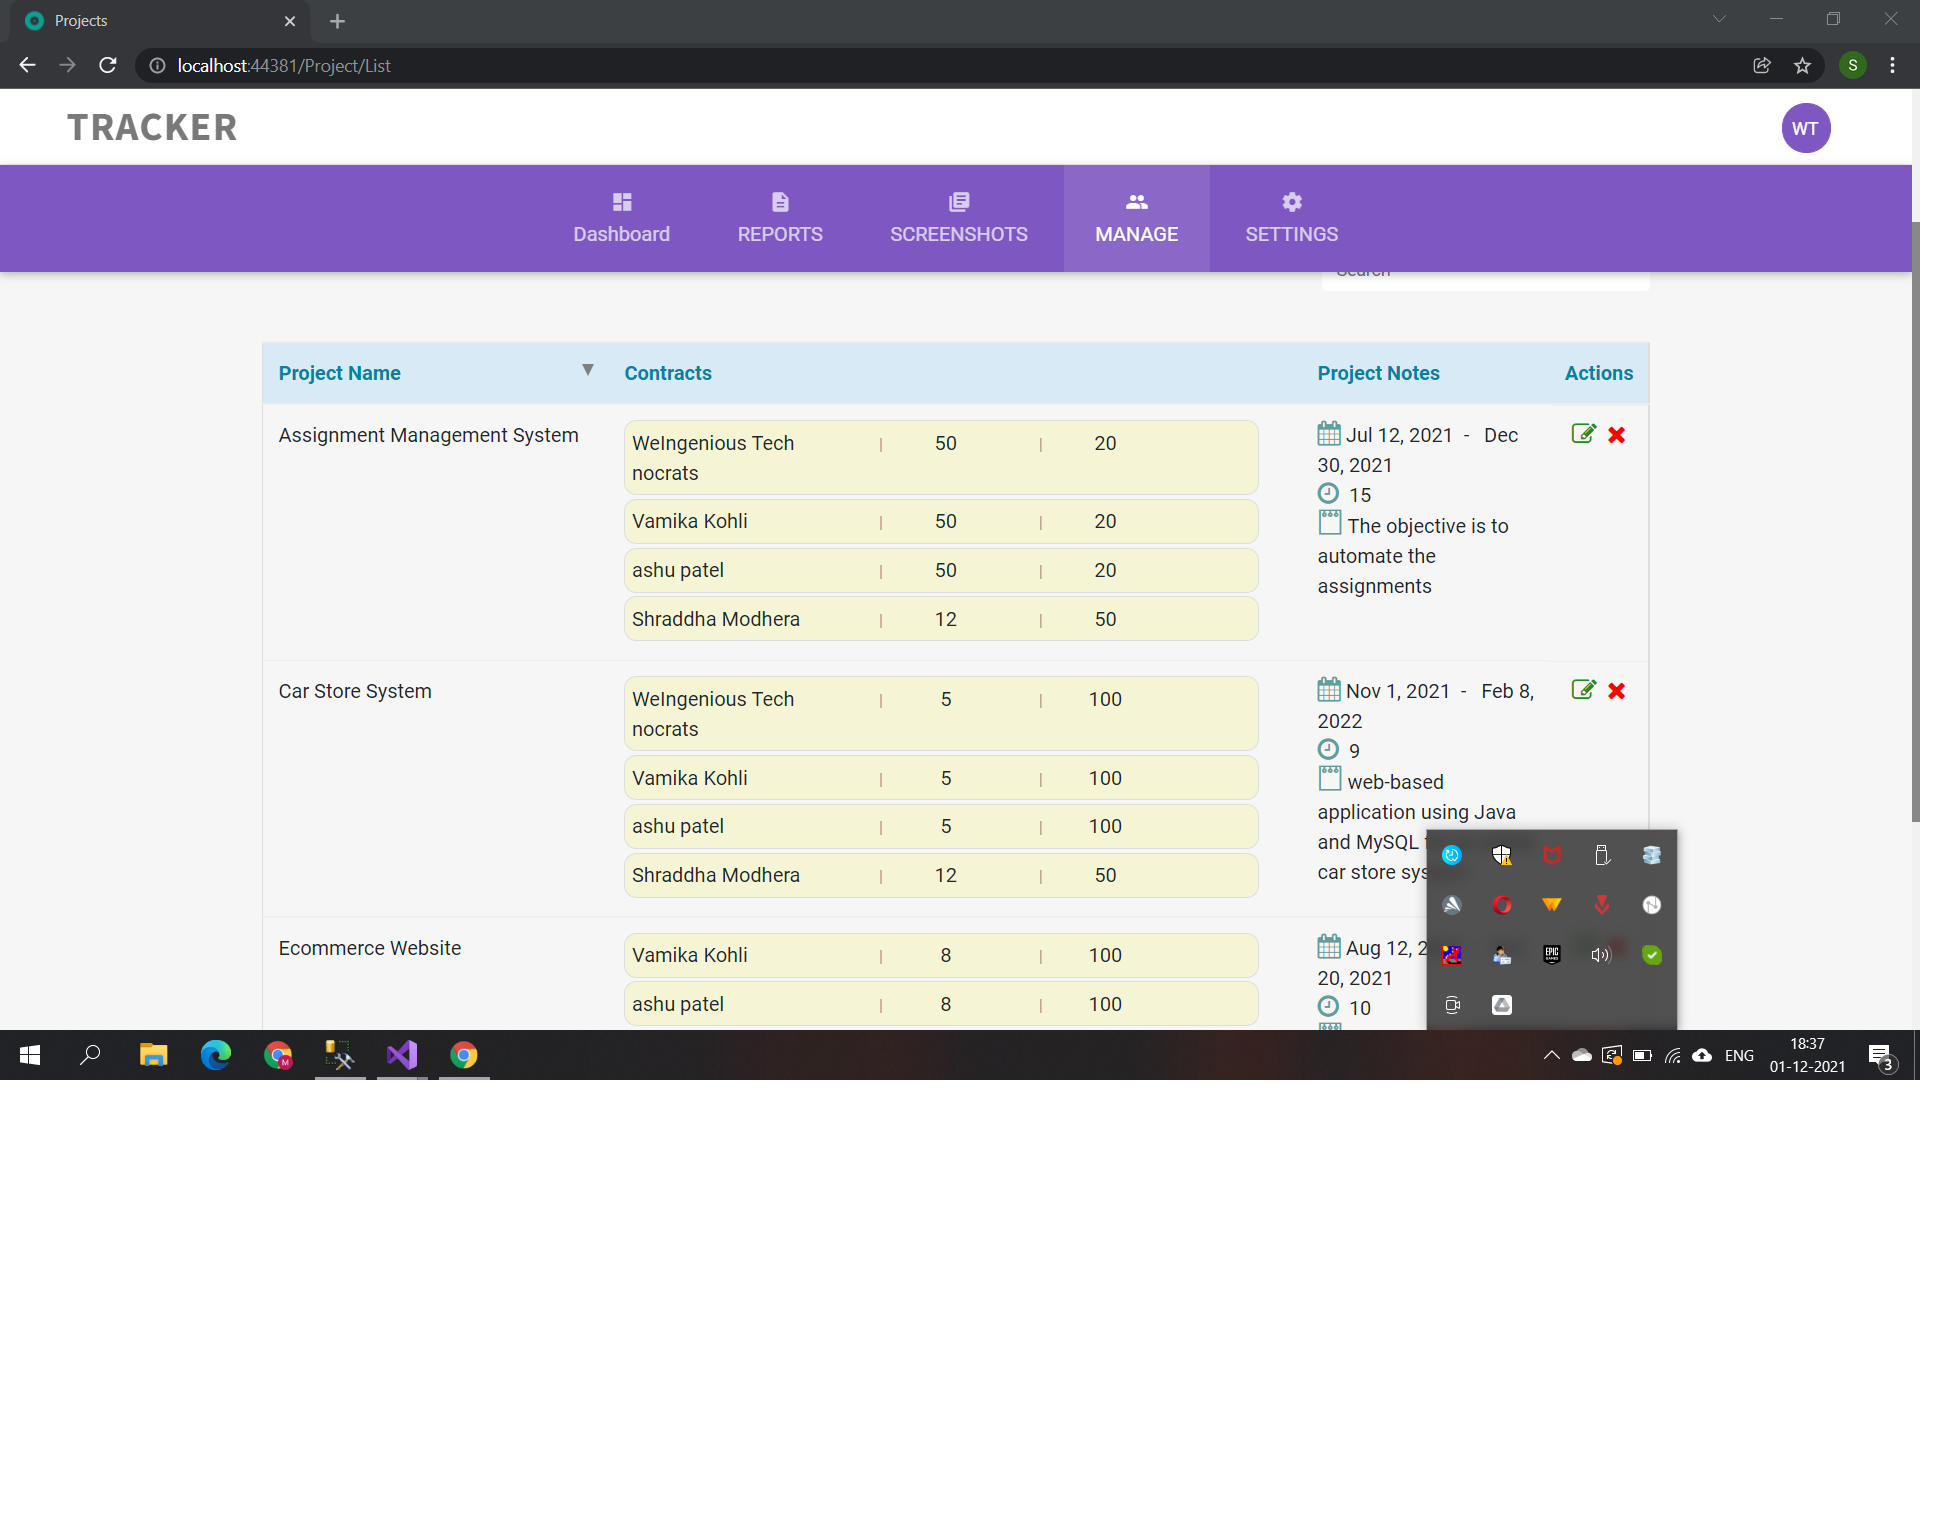 Projects
localhost:44381/Project/List
S
TRACKER
WT
Dashboard
REPORTS
SCREENSHOTS
MANAGE
SETTINGS
Search
Project Name ▼ Contracts Project Notes Actions
Assignment Management System
WeIngenious Tech | 50 | 20
nocrats
Vamika Kohli | 50 | 20
ashu patel | 50 | 20
Shraddha Modhera | 12 | 50
Jul 12, 2021 - Dec
30, 2021
15
The objective is to
automate the
assignments
Car Store System
WeIngenious Tech | 5 | 100
nocrats
Vamika Kohli | 5 | 100
ashu patel | 5 | 100
Shraddha Modhera | 12 | 50
Nov 1, 2021 - Feb 8,
2022
9
web-based
application using Java
and MySQL
car store sys
Ecommerce Website
Vamika Kohli | 8 | 100
ashu patel | 8 | 100
Aug 12, 2
20, 2021
10
EPIC
GAMES
M
ENG
18:37
01-12-2021
3